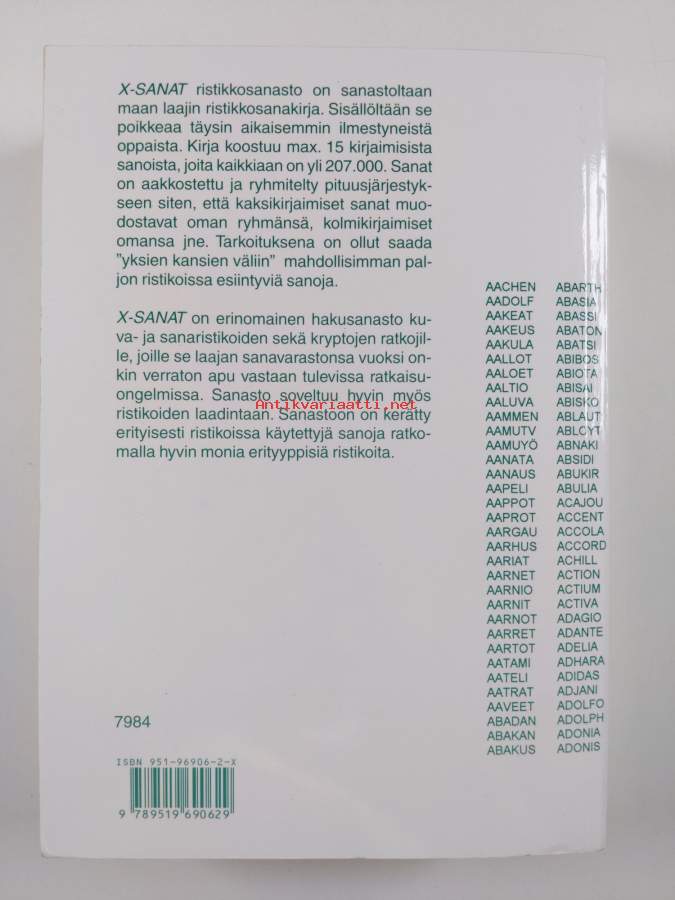 X-SANAT ristikkosanasto on sanastoltaan
maan laajin ristikkosanakirja. Sisällöltään se
poikkeaa täysin aikaisemmin ilmestyneistä
oppaista. Kirja koostuu max. 15 kirjaimisista
sanoista, joita kaikkiaan on yli 207.000. Sanat
on aakkostettu ja ryhmitelty pituusjärjestyk-
seen siten, että kaksikirjaimiset sanat muo-
dostavat oman ryhmänsä, kolmikirjaimiset
omansa jne. Tarkoituksena on ollut saada
"yksien kansien väliin" mahdollisimman pal-
jon ristikoissa esiintyviä sanoja.
X-SANAT on erinomainen hakusanasto ku-
va- ja sanaristikoiden sekä kryptojen ratkojil-
le, joille se laajan sanavarastonsa vuoksi on-
kin verraton apu vastaan tulevissa ratkaisu-
ongelmissa. Sanasto soveltuu hyvin myös
ristikoiden laadintaan. Sanastoon on kerätty
erityisesti ristikoissa käytettyjä sanoja ratko-
malla hyvin monia erityyppisiä ristikoita.
Antikvariaatti.net
AACHEN
AADOLF
AAKEAT
AAKEUS
AAKULA
AALLOT
AALOET
AALTIO
AALUVA
AAMMEN
AAMUTV
AAMUYÖ
AANATA
AANAUS
AAPELI
AAPPOT
AAPROT
AARGAU
AARHUS
AARIAT
AARNET
AARNIO
AARNIT
AARNOT
AARRET
AARTOT
AATAMI
AATELI
AATRAT
AAVEET
ABADAN
ABAKAN
ABAKUS
ABARTH
ABASIA
ABASSI
ABATON
ABATSI
ABIBOS
ABIOTA
ABISAI
ABISKO
ABLAUT
ABLOYT
ABNAKI
ABSIDI
ABUKIR
ABULIA
ACAJOU
ACCENT
ACCOLA
ACCORD
ACHILL
ACTION
ACTIUM
ACTIVA
ADAGIO
ADANTE
ADELIA
ADHARA
ADIDAS
ADJANI
ADOLFO
ADOLPH
ADONIA
ADONIS
7984
ISBN 951-96906-2-X
9 789519 690629